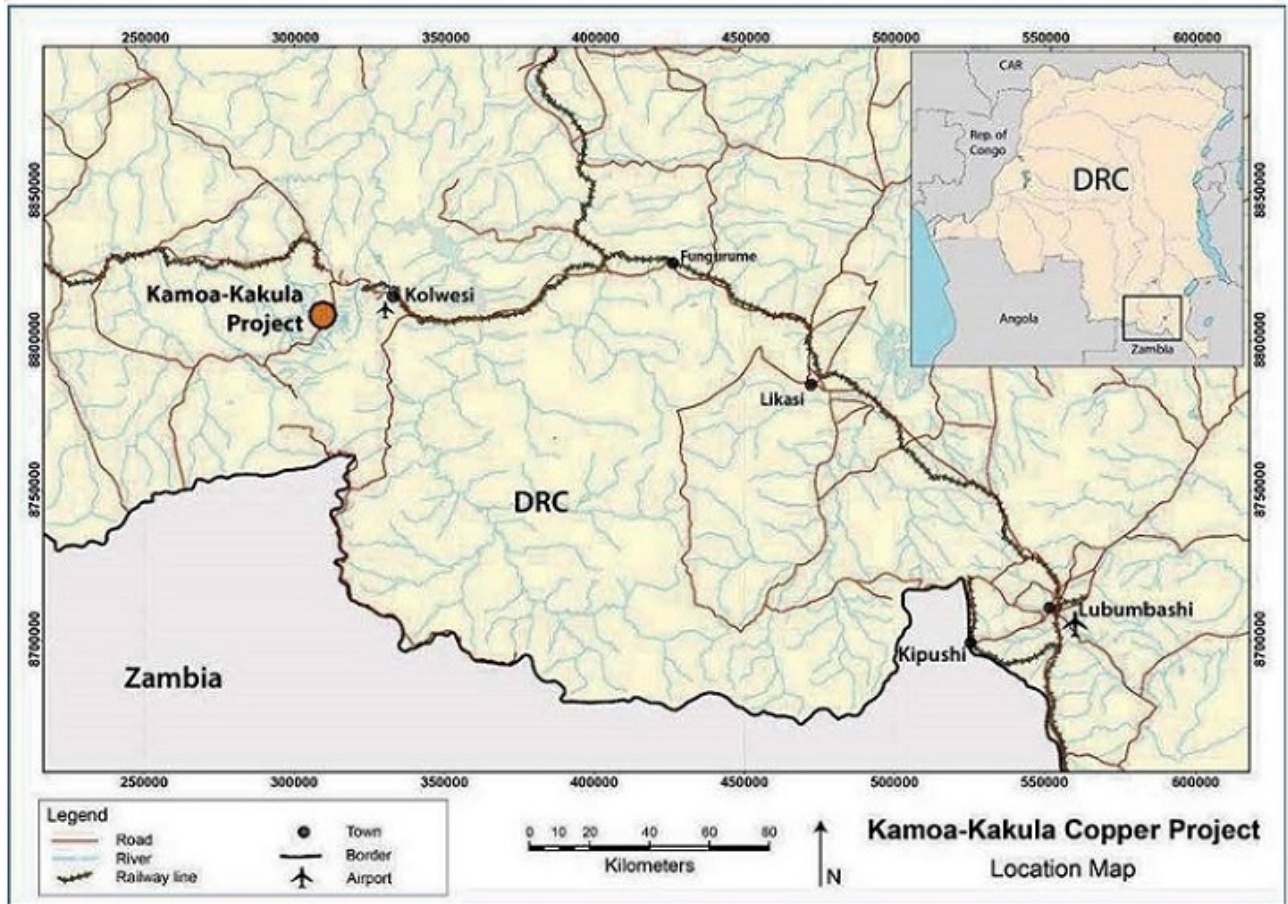 250000 300000 350000 400000 450000 500000 550000 600000
CAR
Rep. of
Congo
DRC
Angola
Zambia
8850000
8850000
Fungurume
Kamoa-Kakula
Project
Kolwesi
8800000
8800000
Likasi
8750000
8750000
DRC
Lubumbashi
Kipushi
8700000
8700000
Zambia
250000 300000 350000 400000 450000 500000 550000 600000
Legend
Road
River
Railway line
Town
Border
Airport
0 10 20 40 60 80
Kilometers
N
Kamoa-Kakula Copper Project
Location Map